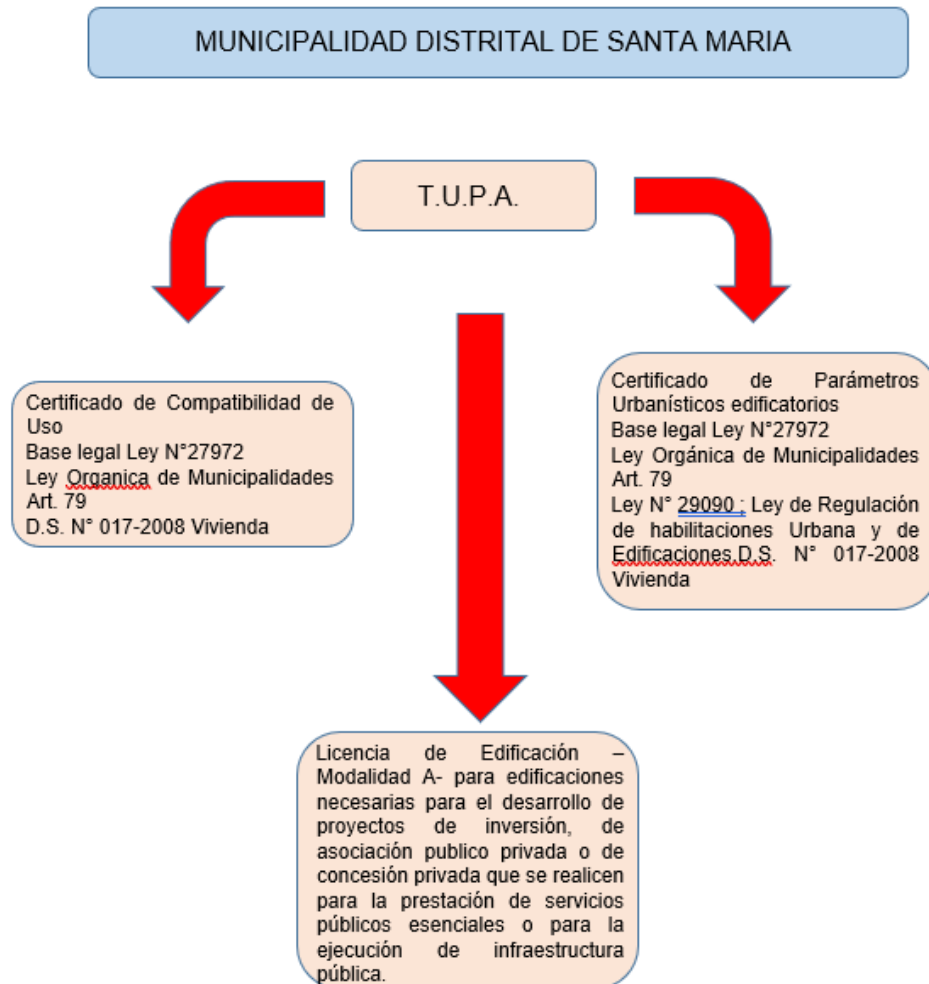 MUNICIPALIDAD DISTRITAL DE SANTA MARIA
T.U.P.A.
Certificado de Compatibilidad de
Uso
Base legal Ley N°27972
Ley Organica de Municipalidades
Art. 79
D.S. N° 017-2008 Vivienda
Certificado de Parámetros
Urbanísticos edificatorios
Base legal Ley N°27972
Ley Orgánica de Municipalidades
Art. 79
Ley N° 29090 ; Ley de Regulación
de habilitaciones Urbana y de
Edificaciones.D.S. N° 017-2008
Vivienda
Licencia de Edificación –
Modalidad A- para edificaciones
necesarias para el desarrollo de
proyectos de inversión, de
asociación publico privada o de
concesión privada que se realicen
para la prestación de servicios
públicos esenciales o para la
ejecución de infraestructura
pública.